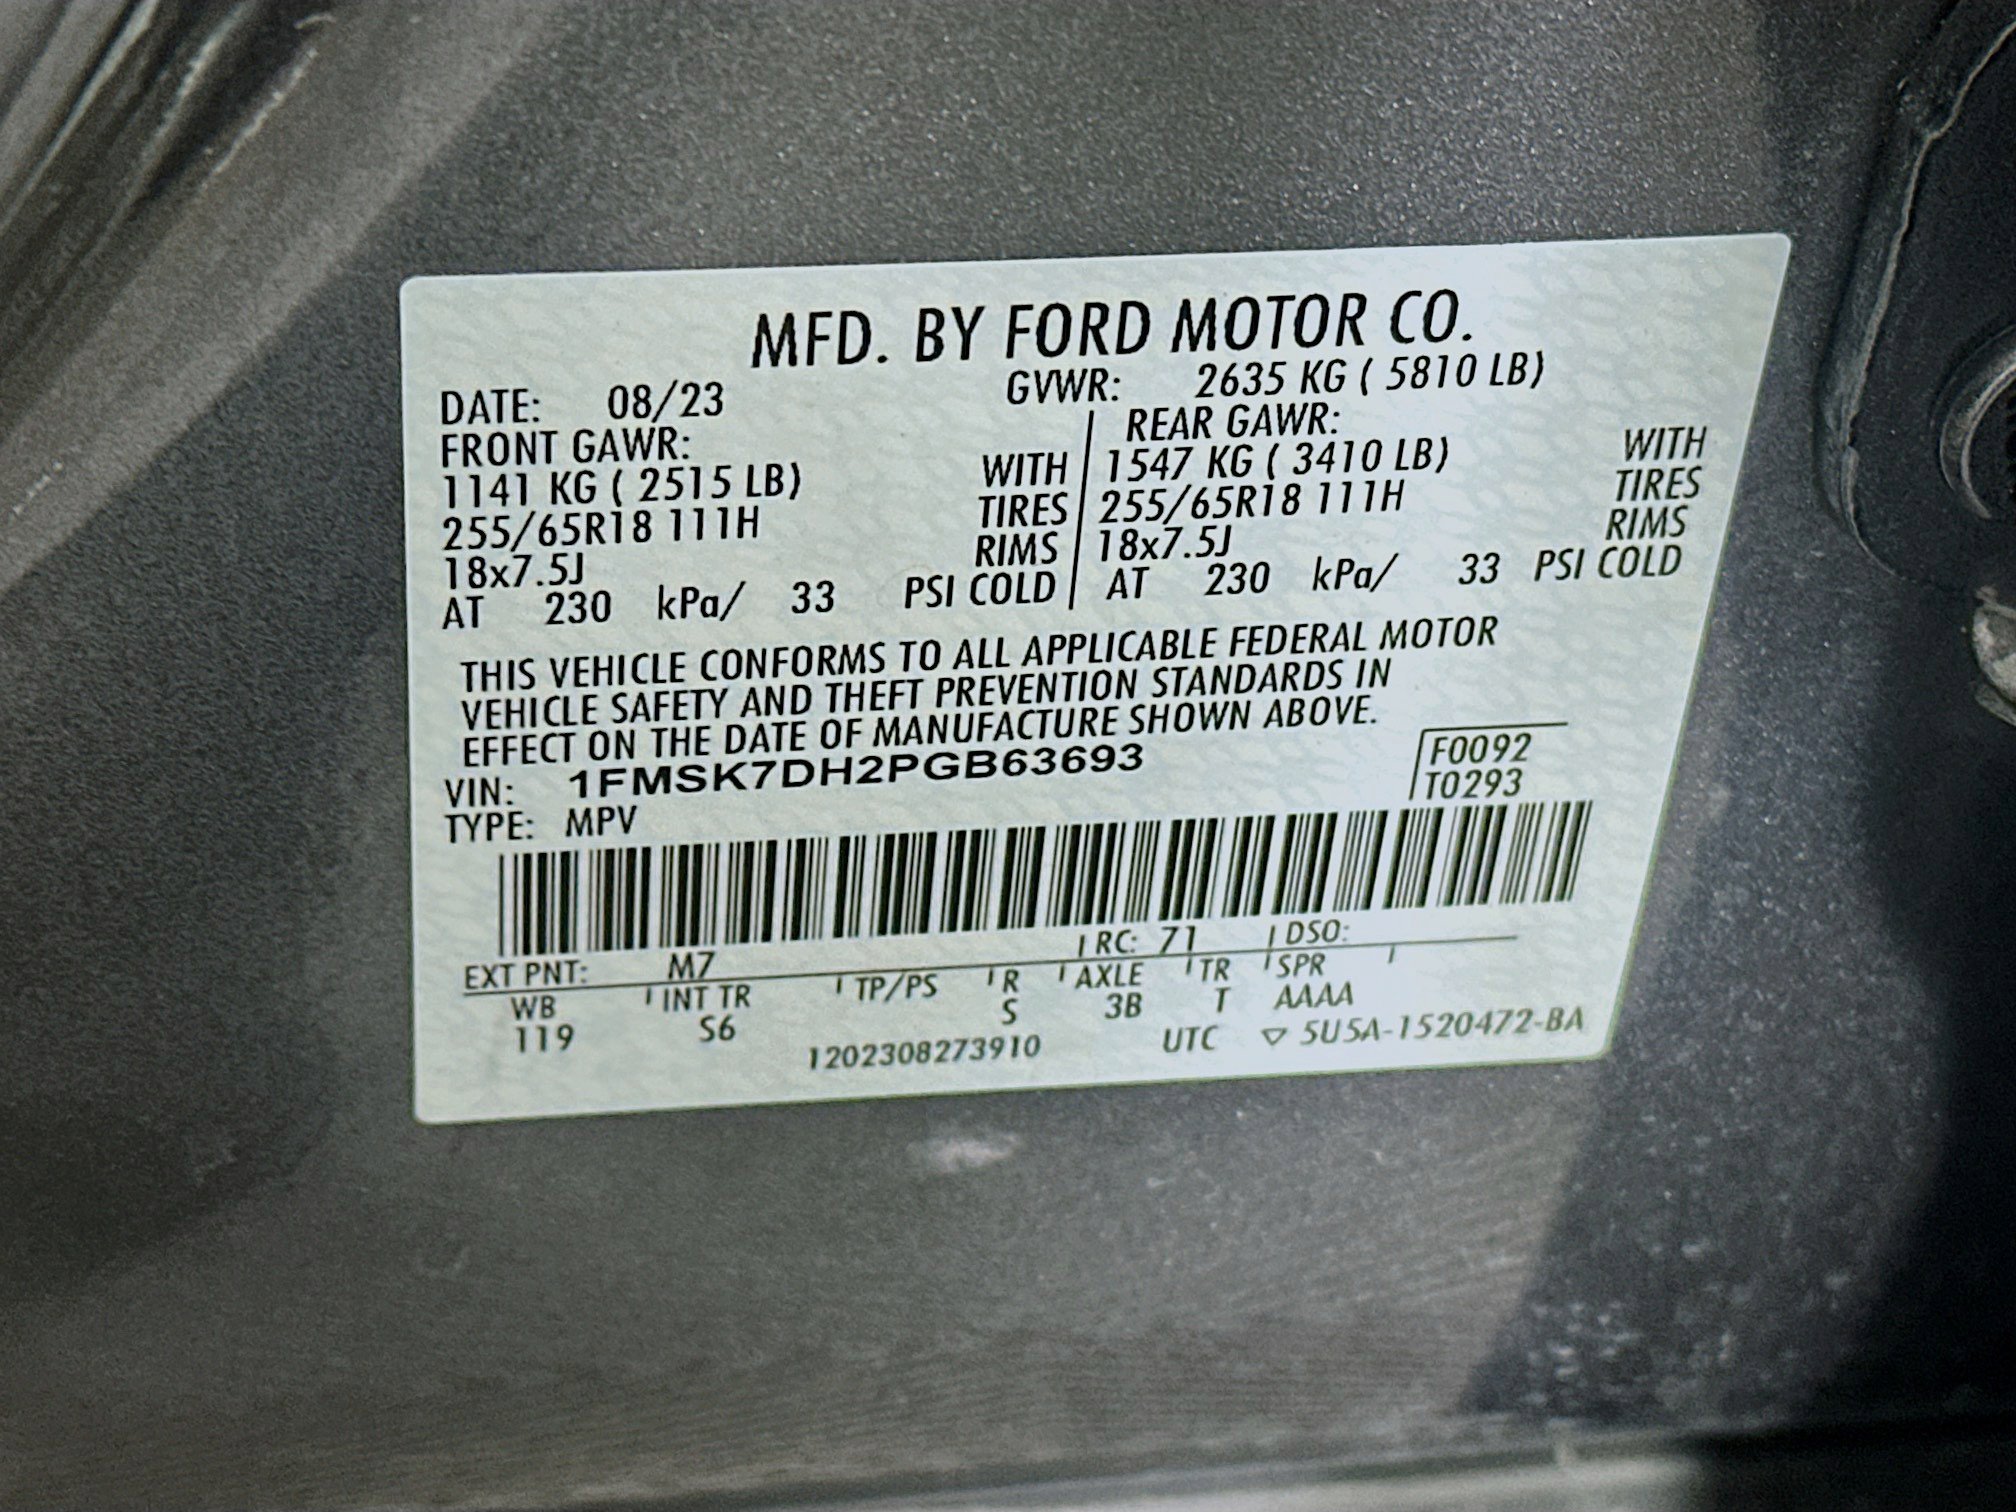 MFD. BY FORD MOTOR CO.
DATE: 08/23 GVWR: 2635 KG ( 5810 LB)
FRONT GAWR: REAR GAWR:
1141 KG ( 2515 LB) WITH 1547 KG ( 3410 LB) WITH
255/65R18 111H TIRES 255/65R18 111H TIRES
18x7.5J RIMS 18x7.5J RIMS
AT 230 kPa/ 33 PSI COLD AT 230 kPa/ 33 PSI COLD
THIS VEHICLE CONFORMS TO ALL APPLICABLE FEDERAL MOTOR
VEHICLE SAFETY AND THEFT PREVENTION STANDARDS IN
EFFECT ON THE DATE OF MANUFACTURE SHOWN ABOVE.
VIN: 1FMSK7DH2PGB63693 F0092
TYPE: MPV T0293
EXT PNT: M7 RC: 71 DSO:
WB INT TR TP/PS R AXLE TR SPR
119 S6 S 3B T AAAA
1202308273910 UTC ▽ 5U5A-1520472-BA